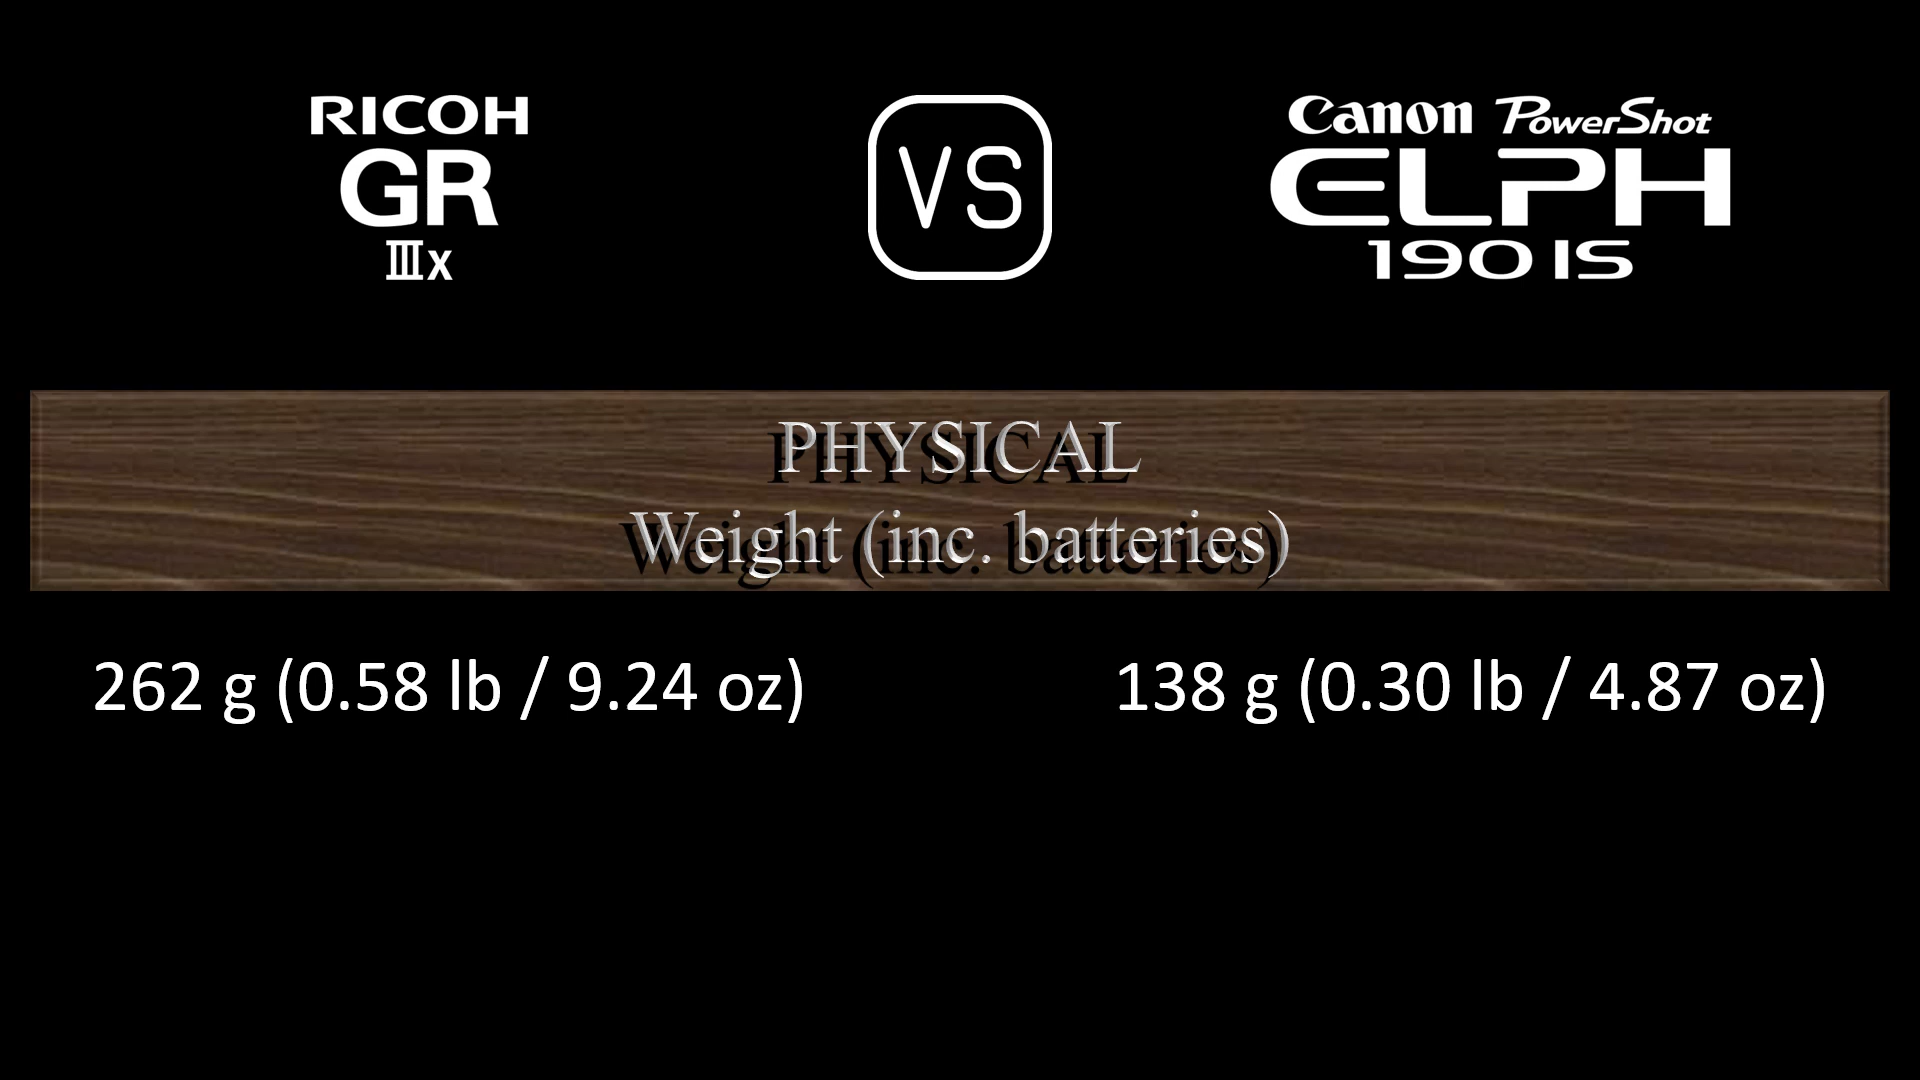 RICOH
GR
IIIx
VS
Canon PowerShot
ELPH
190 IS
PHYSICAL
Weight (inc. batteries)
262 g (0.58 lb / 9.24 oz)
138 g (0.30 lb / 4.87 oz)